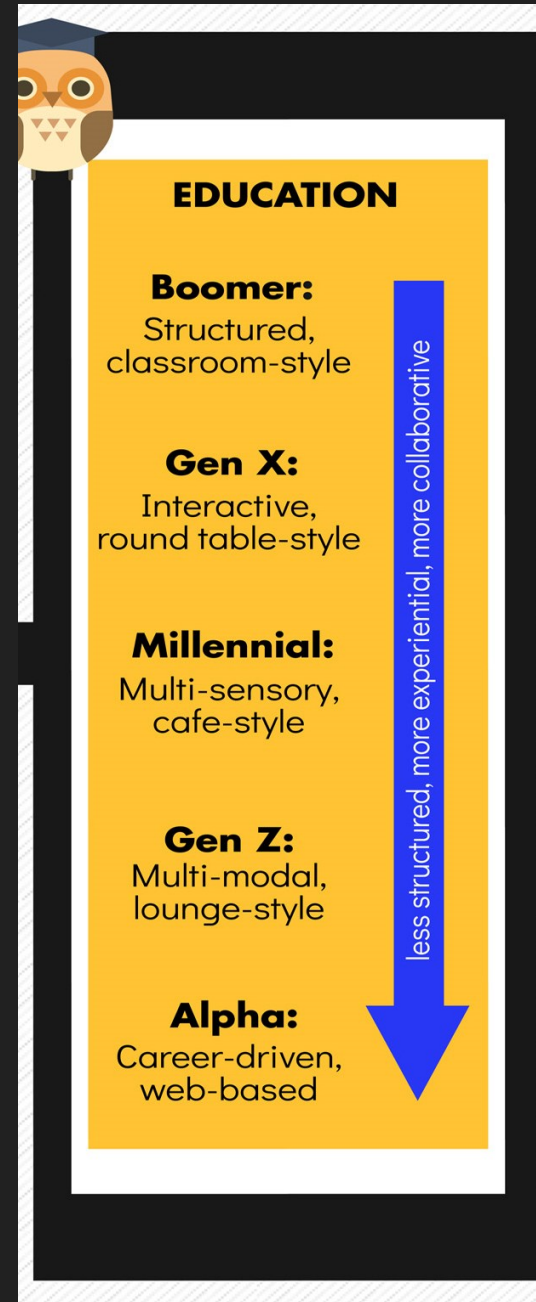 EDUCATION
Boomer:
Structured,
classroom-style
Gen X:
Interactive,
round table-style
Millennial:
Multi-sensory,
cafe-style
Gen Z:
Multi-modal,
lounge-style
Alpha:
Career-driven,
web-based
less structured, more experiential, more collaborative